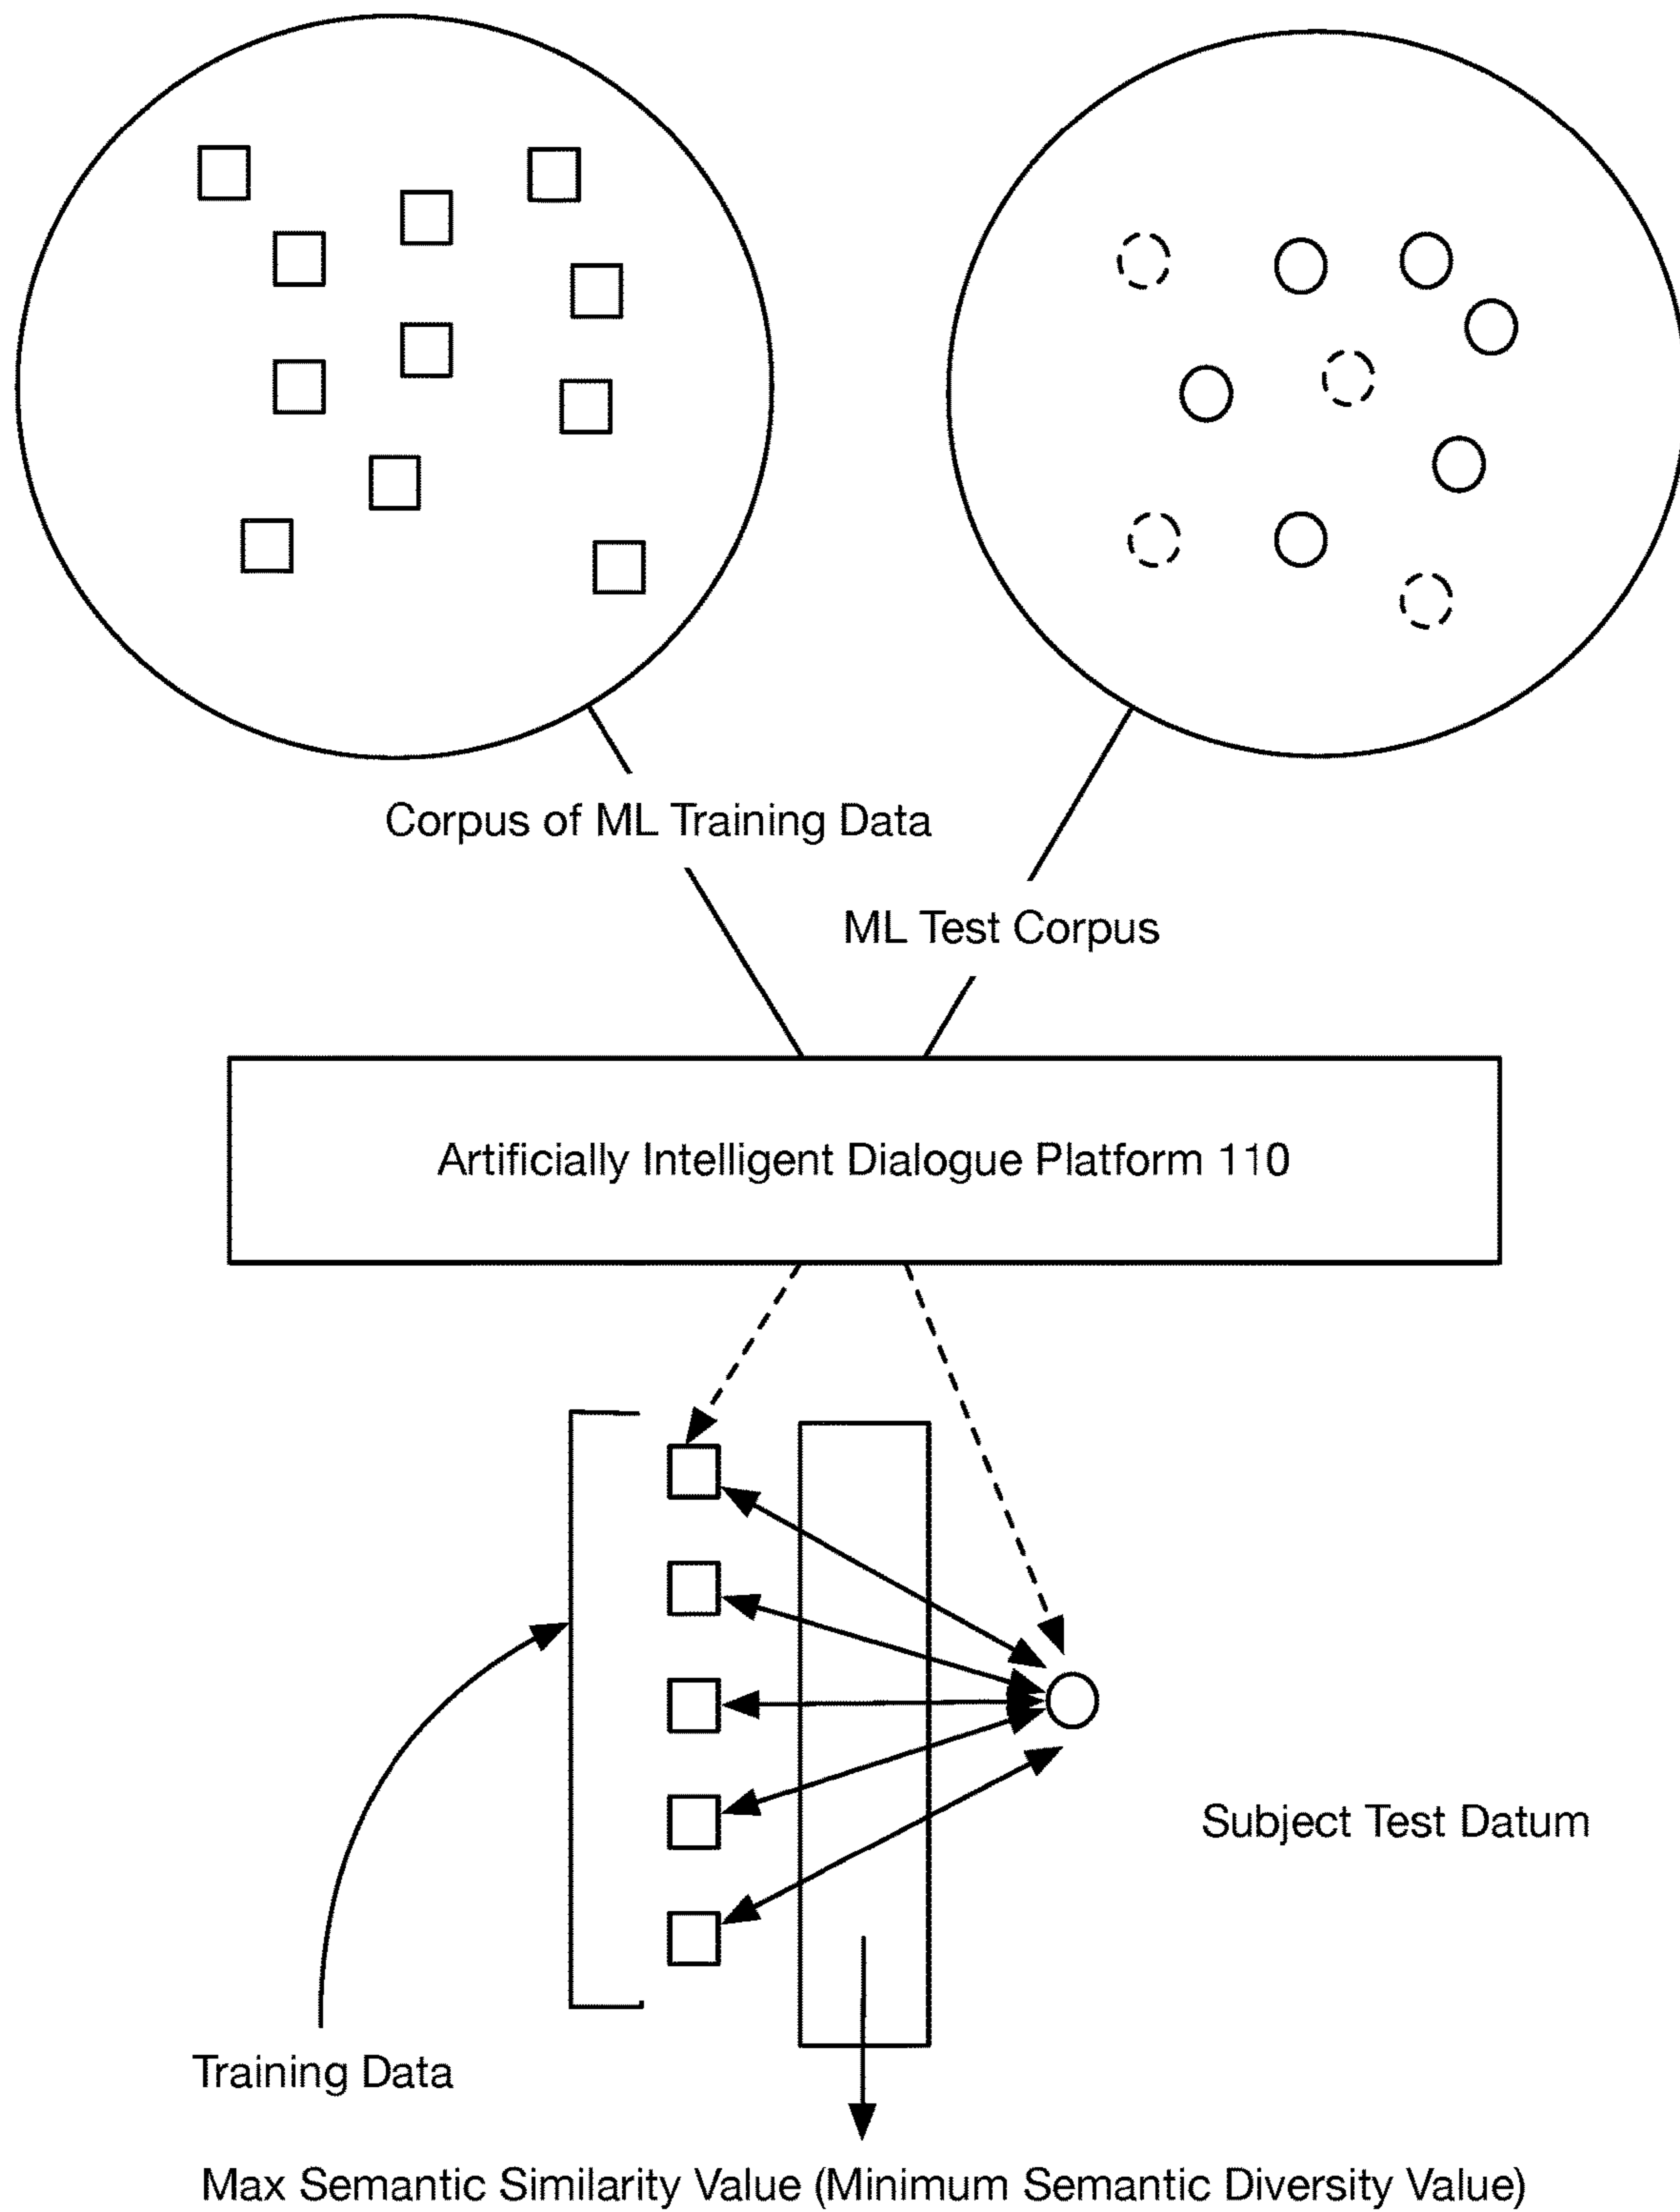 Corpus of ML Training Data
ML Test Corpus
Artificially Intelligent Dialogue Platform 110
Subject Test Datum
Training Data
Max Semantic Similarity Value (Minimum Semantic Diversity Value)